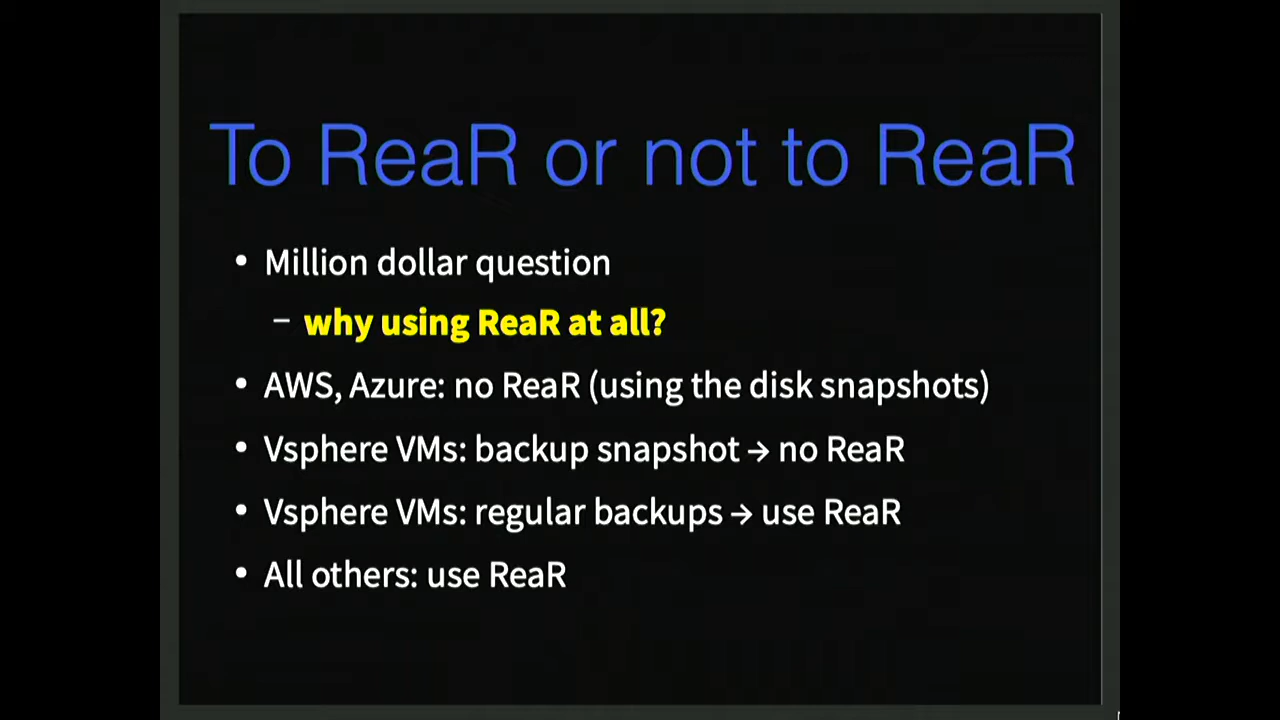 To ReaR or not to ReaR
• Million dollar question
– why using ReaR at all?
• AWS, Azure: no ReaR (using the disk snapshots)
• Vsphere VMs: backup snapshot → no ReaR
• Vsphere VMs: regular backups → use ReaR
• All others: use ReaR